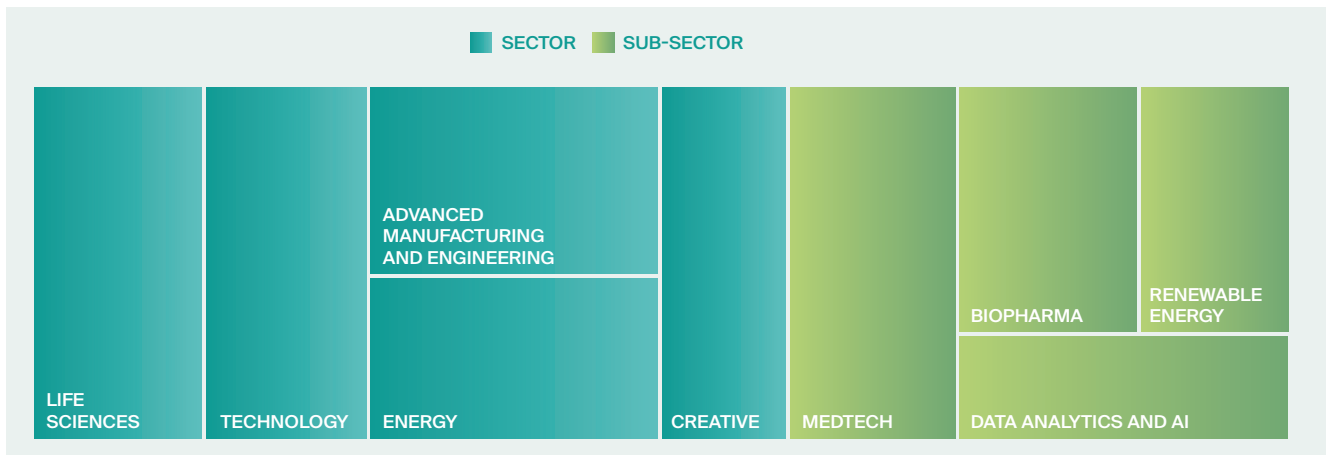 SECTOR
SUB-SECTOR
LIFE
SCIENCES
TECHNOLOGY
ADVANCED
MANUFACTURING
AND ENGINEERING
ENERGY
CREATIVE
MEDTECH
BIOPHARMA
RENEWABLE
ENERGY
DATA ANALYTICS AND AI